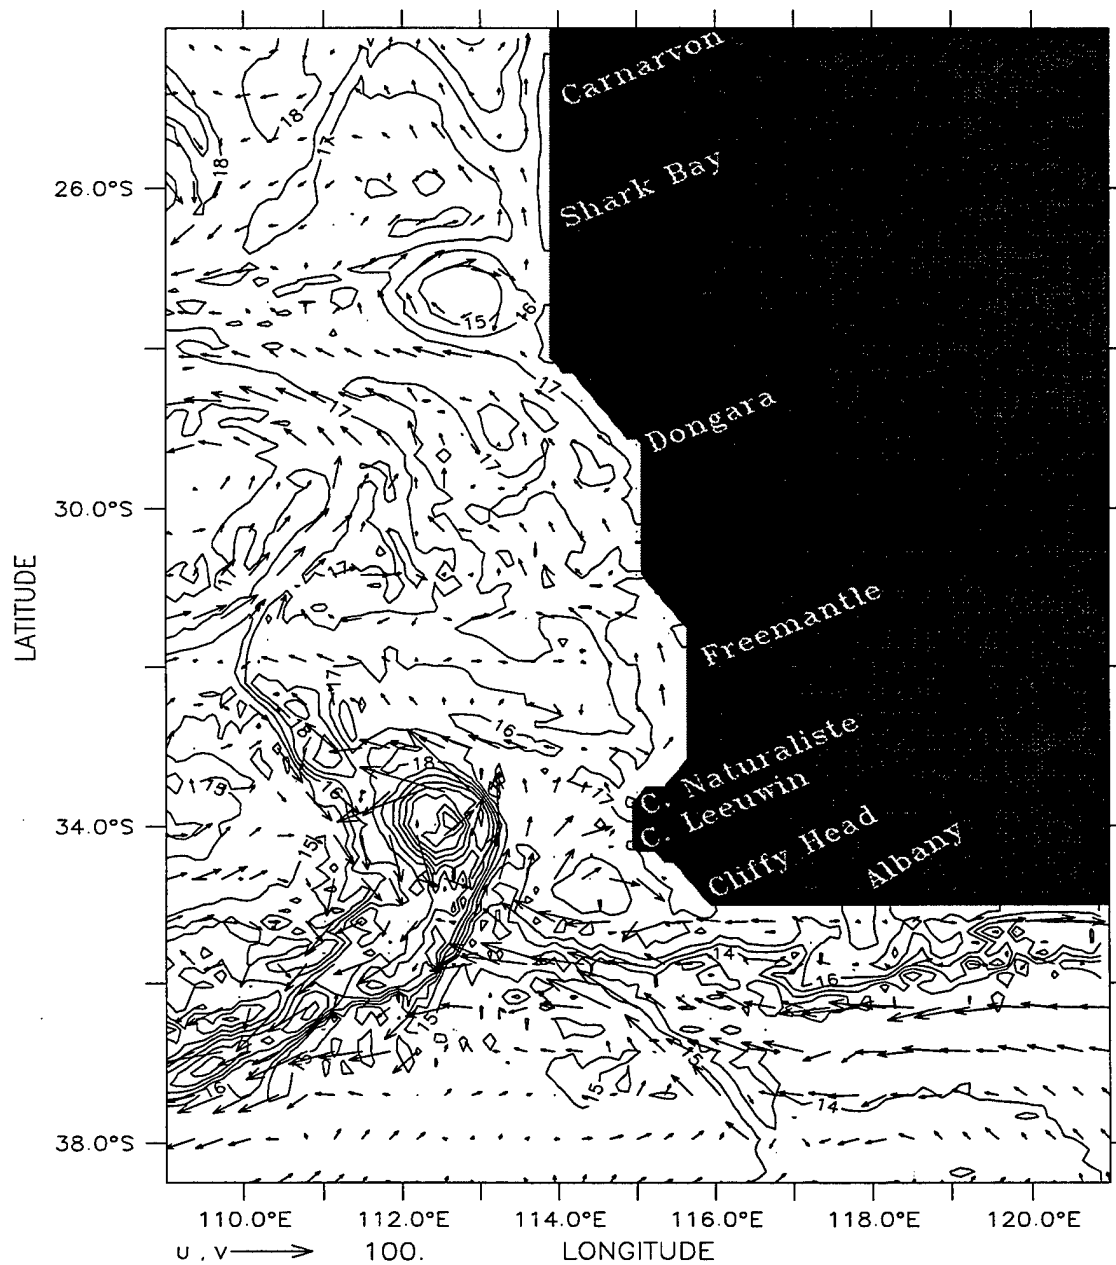 Carnarvon
18
17
18
26.0°S
Shark Bay
15
16
17
17
Dongara
17
30.0°S
17
LATITUDE
Freemantle
17
16
C. Naturaliste
18
C. Leeuwin
16
17
34.0°S
15
Cliffy Head
Albany
14
16
15
15
15
16
14
38.0°S
110.0°E 112.0°E 114.0°E 116.0°E 118.0°E 120.0°E
U , V 100. LONGITUDE